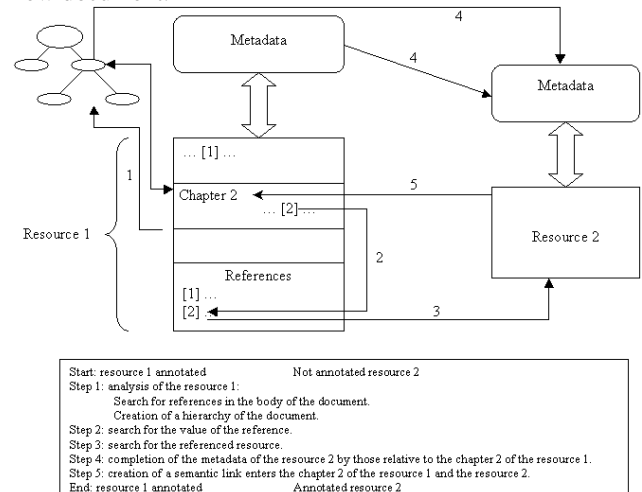 4
Metadata
4
Metadata
... [1] ...
1
Chapter 2
5
... [2] ...
Resource 1
Resource 2
2
References
[1] ...
[2] ..
3
Start: resource 1 annotated Not annotated resource 2
Step 1: analysis of the resource 1:
Search for references in the body of the document.
Creation of a hierarchy of the document.
Step 2: search for the value of the reference.
Step 3: search for the referenced resource.
Step 4: completion of the metadata of the resource 2 by those relative to the chapter 2 of the resource 1.
Step 5: creation of a semantic link enters the chapter 2 of the resource 1 and the resource 2.
End: resource 1 annotated Annotated resource 2